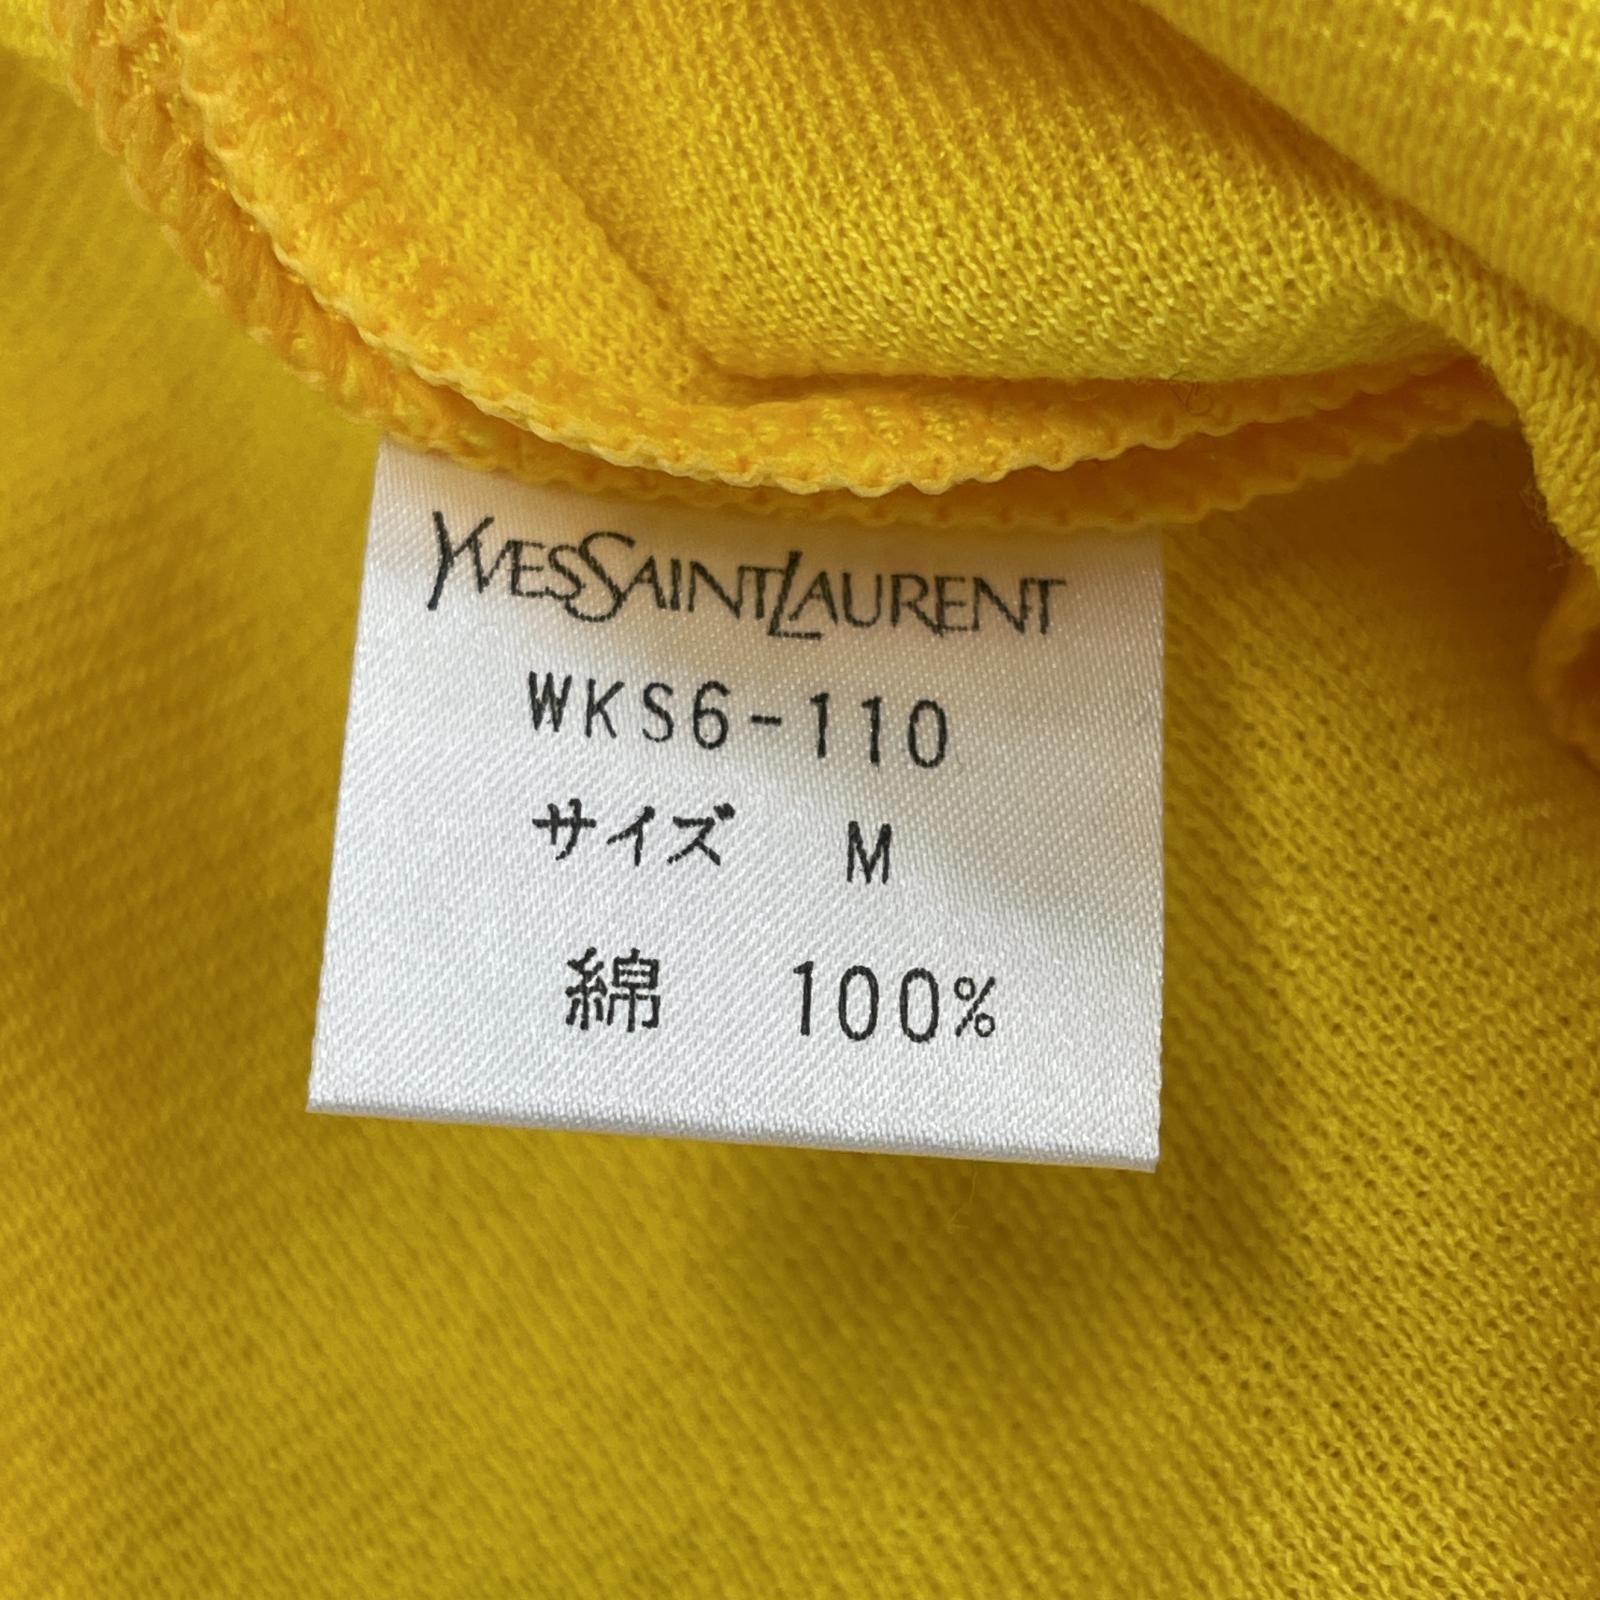 YVESSAINTLAURENT
WKS6-110
サイズ M
綿 100%